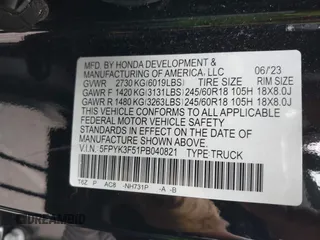 MFD. BY HONDA DEVELOPMENT &
MANUFACTURING OF AMERICA, LLC 06/23
GVWR 2730 KG(6019LBS) TIRE SIZE RIM SIZE
GAWR F 1420 KG(3131LBS) 245/60R18 105H 18X8.0J
GAWR R 1480 KG(3263LBS) 245/60R18 105H 18X8.0J
THIS VEHICLE CONFORMS TO ALL APPLICABLE
FEDERAL MOTOR VEHICLE SAFETY STANDARDS IN
EFFECT ON THE DATE OF MANUFACTURE SHOWN ABOVE.
V.I.N. 5FPYK3F51PB040821 TYPE:TRUCK
T6Z P AC8 -NH731P -A -B